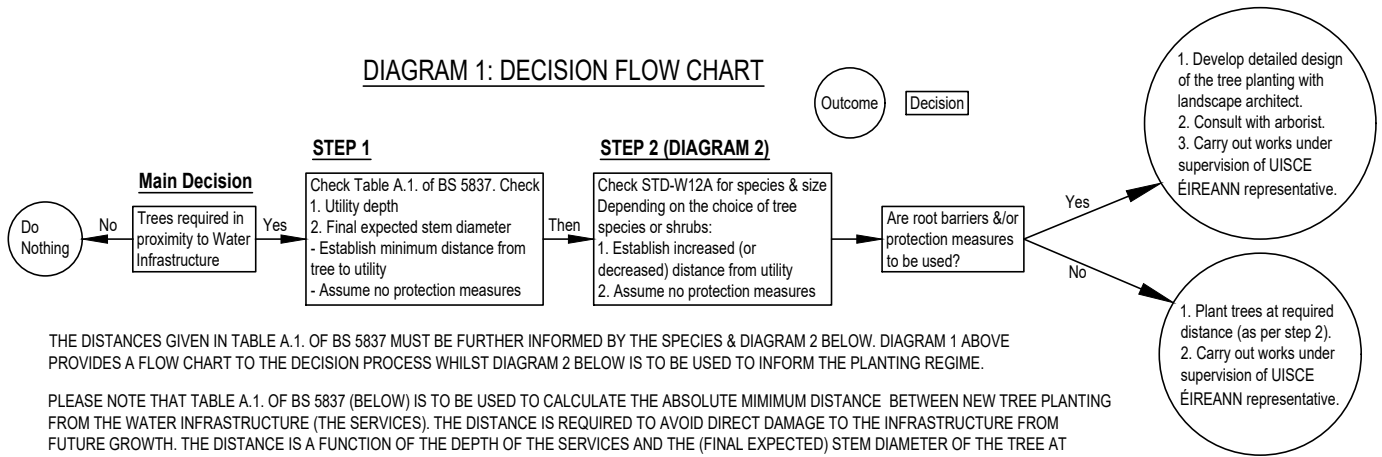 DIAGRAM 1: DECISION FLOW CHART
Outcome
Decision
Main Decision
Do
Nothing
No
Trees required in
proximity to Water
Infrastructure
Yes
STEP 1
Check Table A.1. of BS 5837. Check
1. Utility depth
2. Final expected stem diameter
- Establish minimum distance from
tree to utility
- Assume no protection measures
Then
STEP 2 (DIAGRAM 2)
Check STD-W12A for species & size
Depending on the choice of tree
species or shrubs:
1. Establish increased (or
decreased) distance from utility
2. Assume no protection measures
Are root barriers &/or
protection measures
to be used?
Yes
1. Develop detailed design
of the tree planting with
landscape architect.
2. Consult with arborist.
3. Carry out works under
supervision of UISCE
ÉIREANN representative.
No
1. Plant trees at required
distance (as per step 2).
2. Carry out works under
supervision of UISCE
ÉIREANN representative.
THE DISTANCES GIVEN IN TABLE A.1. OF BS 5837 MUST BE FURTHER INFORMED BY THE SPECIES & DIAGRAM 2 BELOW. DIAGRAM 1 ABOVE
PROVIDES A FLOW CHART TO THE DECISION PROCESS WHILST DIAGRAM 2 BELOW IS TO BE USED TO INFORM THE PLANTING REGIME.
PLEASE NOTE THAT TABLE A.1. OF BS 5837 (BELOW) IS TO BE USED TO CALCULATE THE ABSOLUTE MIMIMUM DISTANCE BETWEEN NEW TREE PLANTING
FROM THE WATER INFRASTRUCTURE (THE SERVICES). THE DISTANCE IS REQUIRED TO AVOID DIRECT DAMAGE TO THE INFRASTRUCTURE FROM
FUTURE GROWTH. THE DISTANCE IS A FUNCTION OF THE DEPTH OF THE SERVICES AND THE (FINAL EXPECTED) STEM DIAMETER OF THE TREE AT